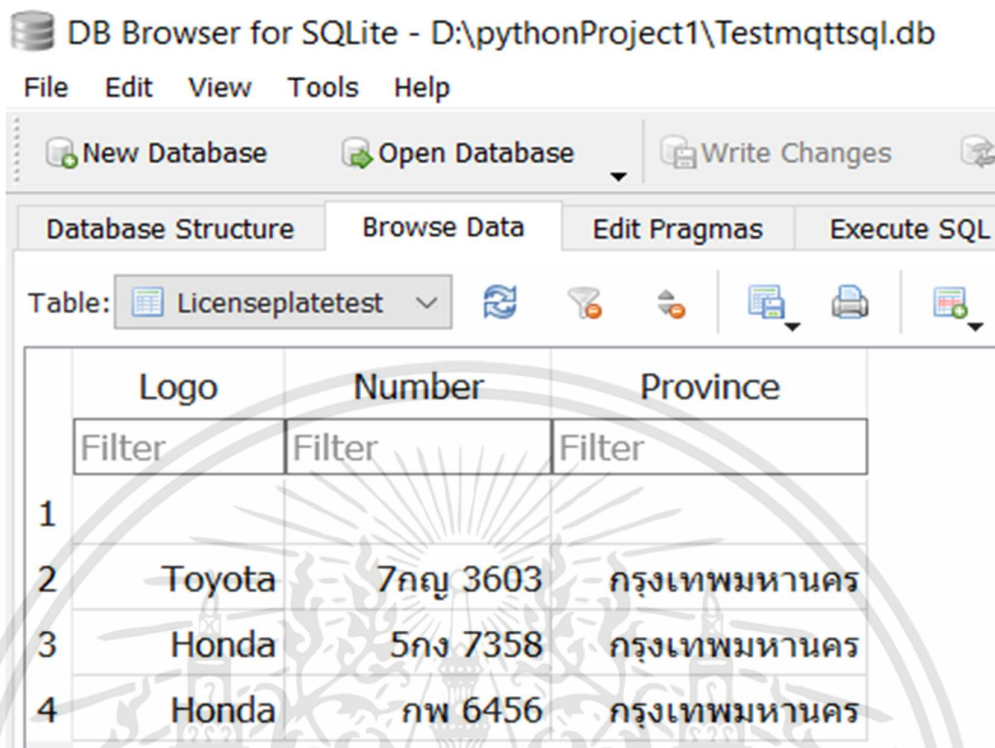 DB Browser for SQLite - D:\pythonProject1\Testmqttsql.db
File Edit View Tools Help
New Database Open Database Write Changes
Database Structure Browse Data Edit Pragmas Execute SQL
Table: Licenseplatetest
Logo Number Province
Filter Filter Filter
1
2 Toyota 7กญ 3603 กรุงเทพมหานคร
3 Honda 5กง 7358 กรุงเทพมหานคร
4 Honda กพ 6456 กรุงเทพมหานคร